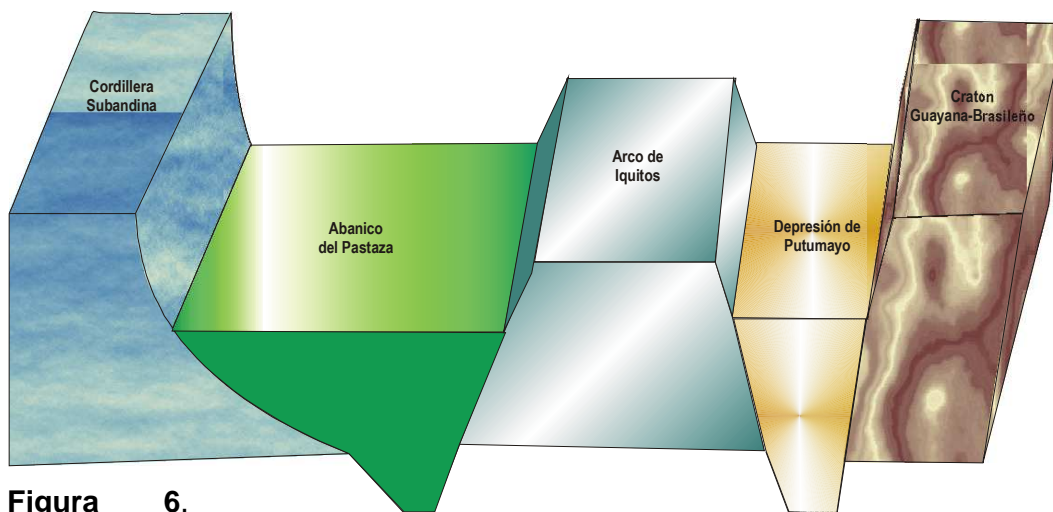 Cordillera
Subandina
Abanico
del Pastaza
Arco de
Iquitos
Depresión de
Putumayo
Craton
Guayana-Brasileño
Figura 6.